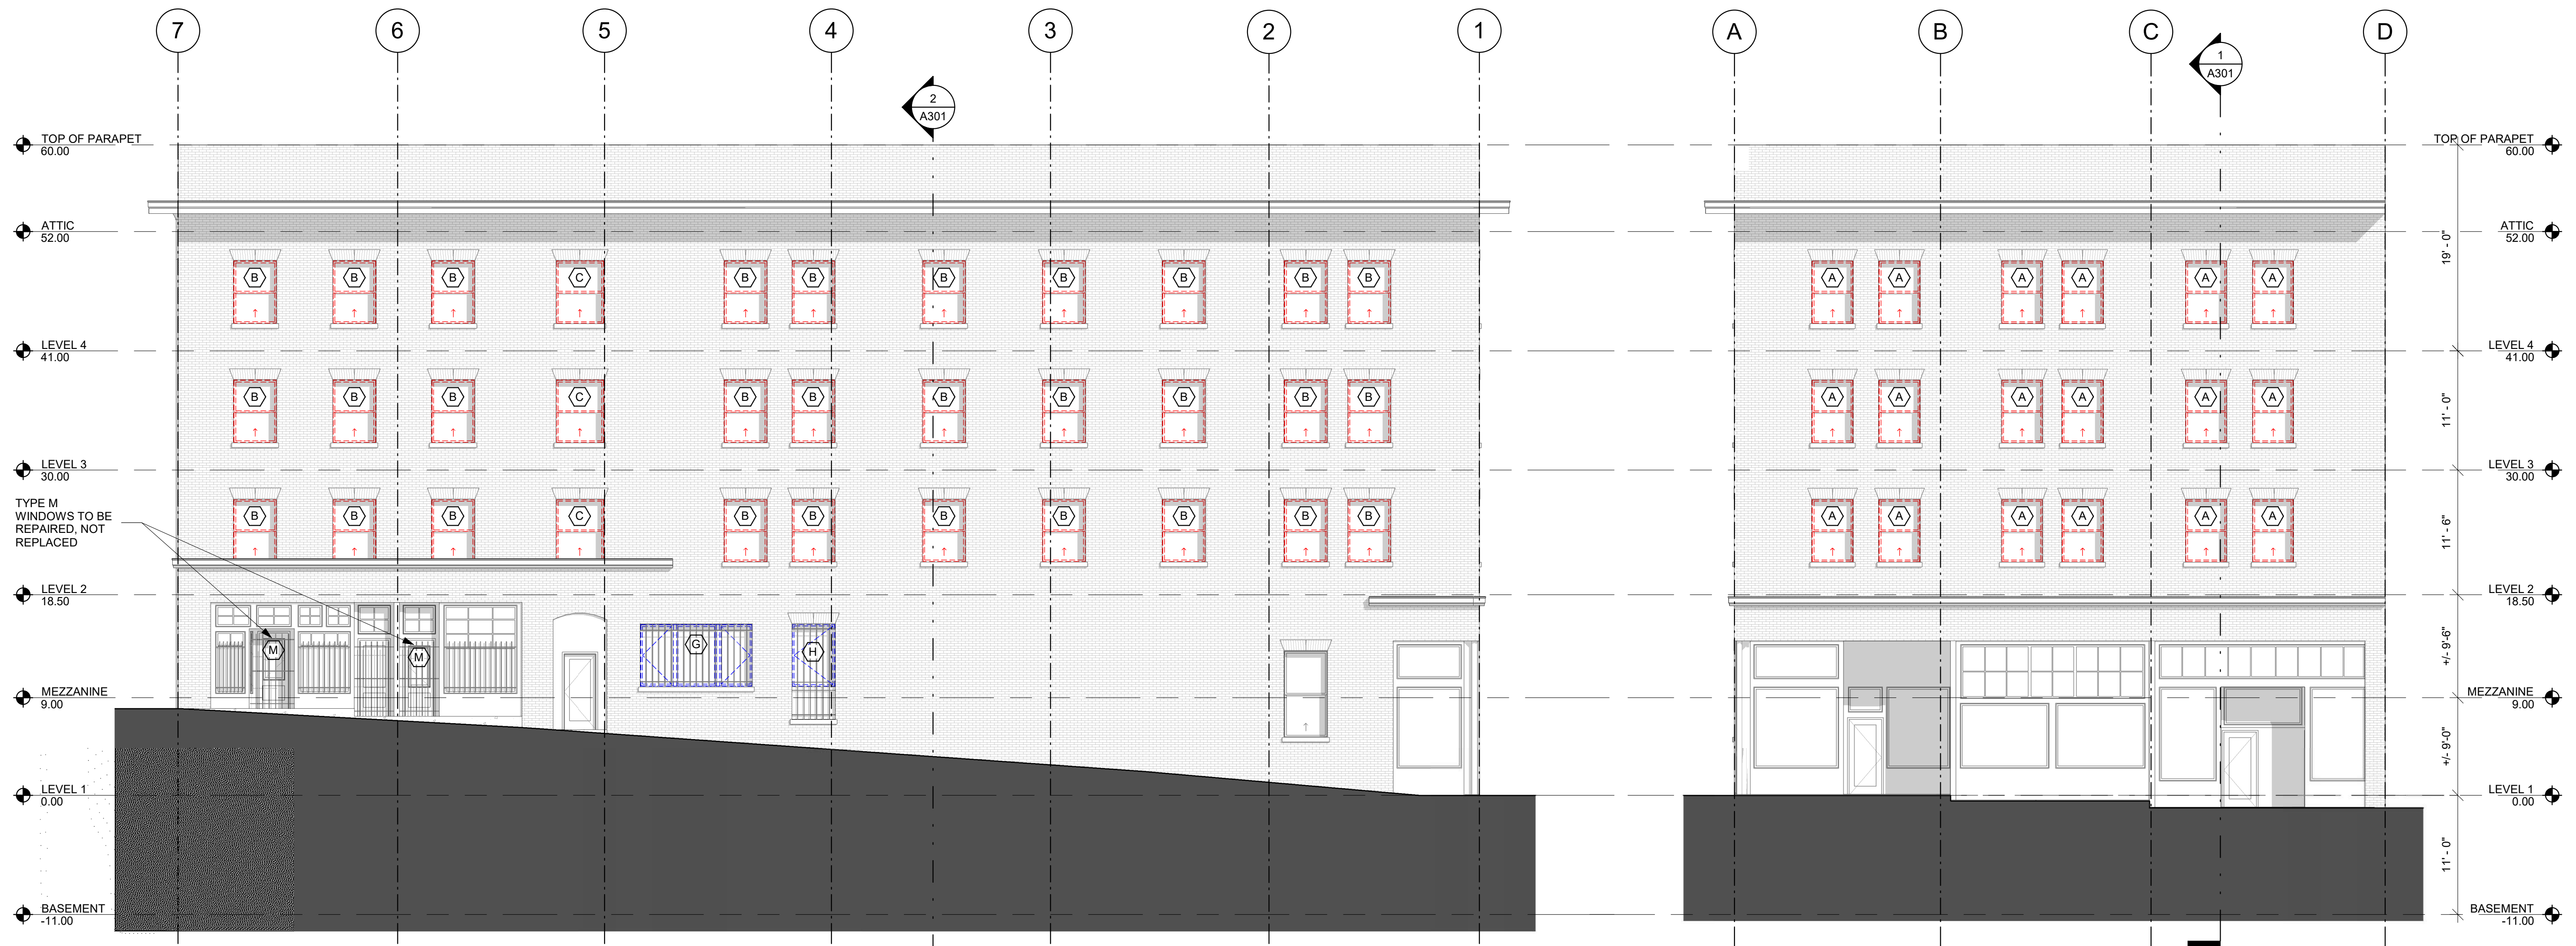 7 6 5 4 3 2 1 A B C D
1
A301
2
A301
TOP OF PARAPET
60.00
TOP OF PARAPET
60.00
ATTIC
52.00
ATTIC
52.00
19' - 0"
B B B C B B B B B B B A A A A A A
LEVEL 4
41.00
LEVEL 4
41.00
B B B C B B B B B B B A A A A A A
11' - 0"
LEVEL 3
30.00
LEVEL 3
30.00
TYPE M
WINDOWS TO BE
REPAIRED, NOT
REPLACED
B B B C B B B B B B B A A A A A A
11' - 6"
LEVEL 2
18.50
LEVEL 2
18.50
M M G H
+/- 9'-6"
MEZZANINE
9.00
MEZZANINE
9.00
+/- 9'-0"
LEVEL 1
0.00
LEVEL 1
0.00
11' - 0"
BASEMENT
-11.00
BASEMENT
-11.00